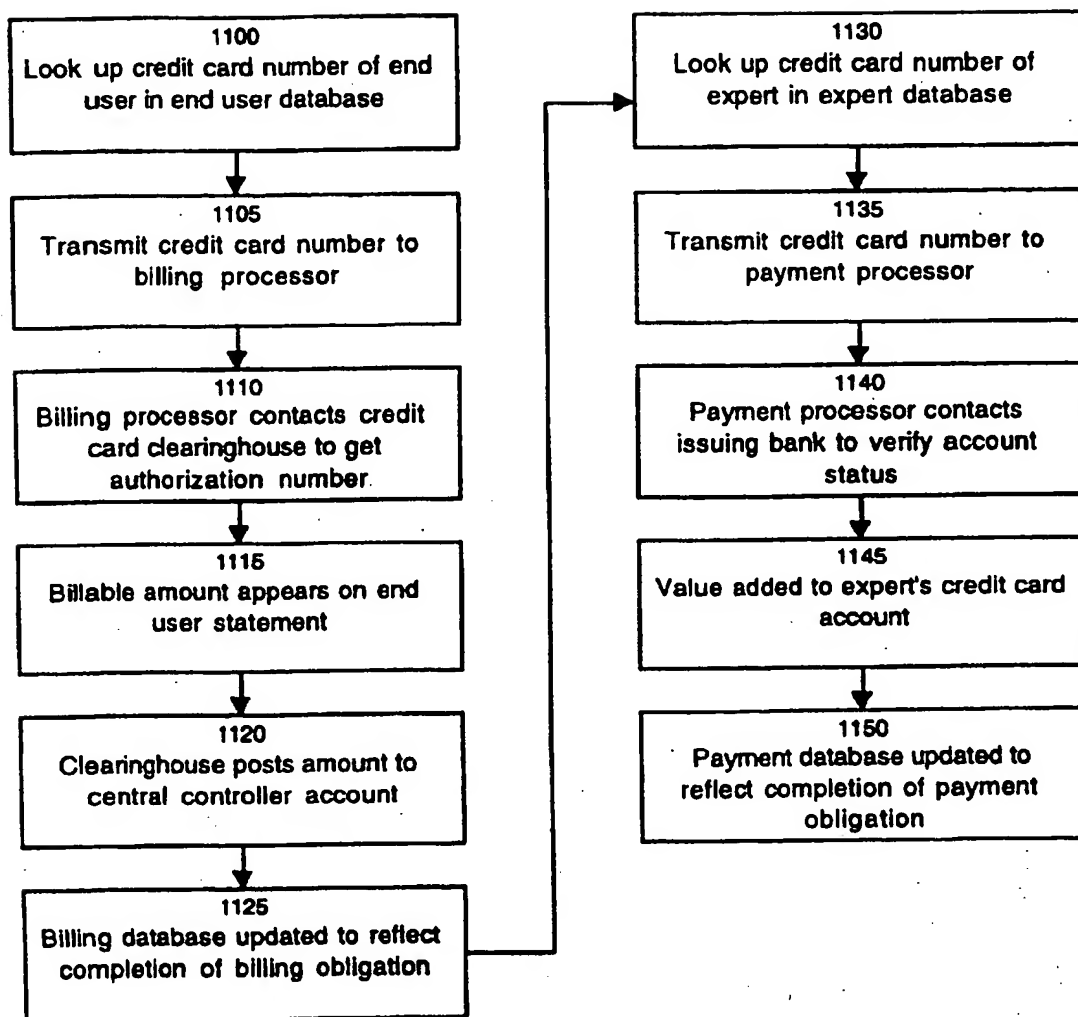 1100
Look up credit card number of end
user in end user database
1105
Transmit credit card number to
billing processor
1110
Billing processor contacts credit
card clearinghouse to get
authorization number.
1115
Billable amount appears on end
user statement
1120
Clearinghouse posts amount to
central controller account
1125
Billing database updated to reflect
completion of billing obligation
1130
Look up credit card number of
expert in expert database
1135
Transmit credit card number to
payment processor
1140
Payment processor contacts
issuing bank to verify account
status
1145
Value added to expert's credit card
account
1150
Payment database updated to
reflect completion of payment
obligation